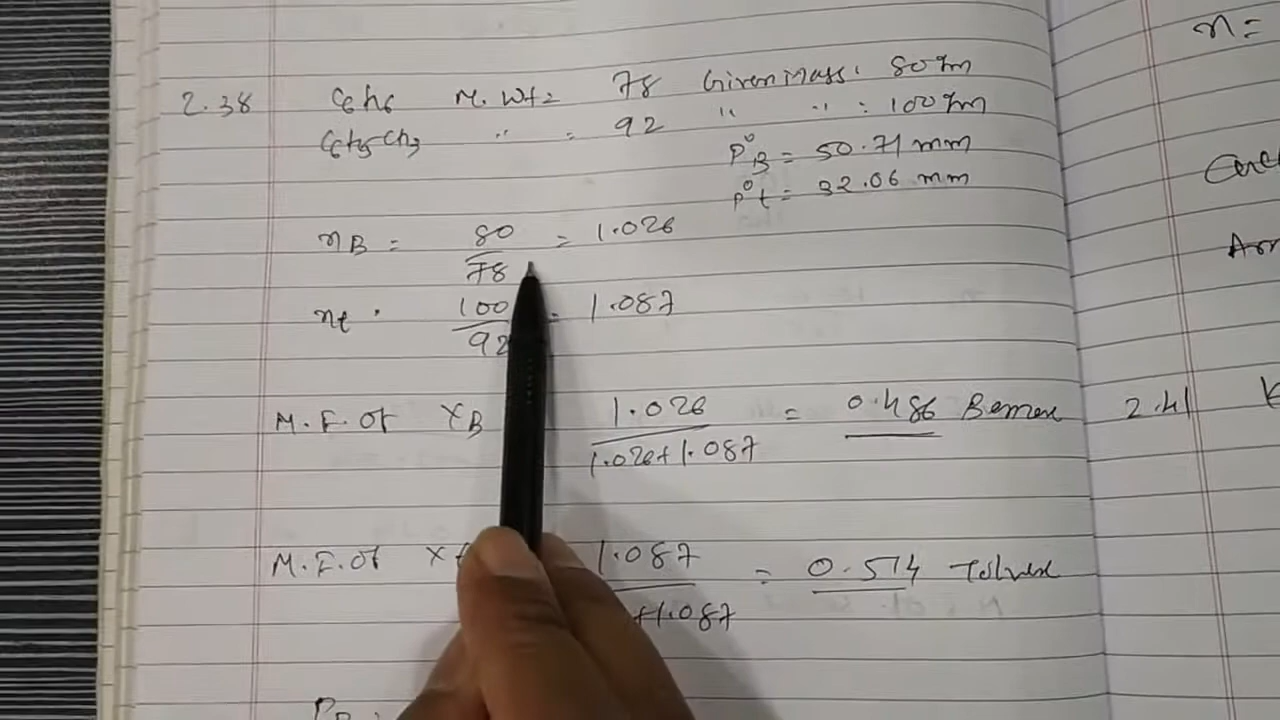 n=
2.38 C6H6 M.Wt= 78 Given Mass: 80 gm
C6H5CH3 " = 92 " " : 100 gm
P°B = 50.71 mm
P°t = 32.06 mm
nB = 80/78 = 1.026
nt . 100/92 = 1.087
M.F. of XB 1.026/1.026+1.087 = 0.486 Benzene
2.41 K
M.F. of Xt 1.087/+1.087 = 0.514 Toluene